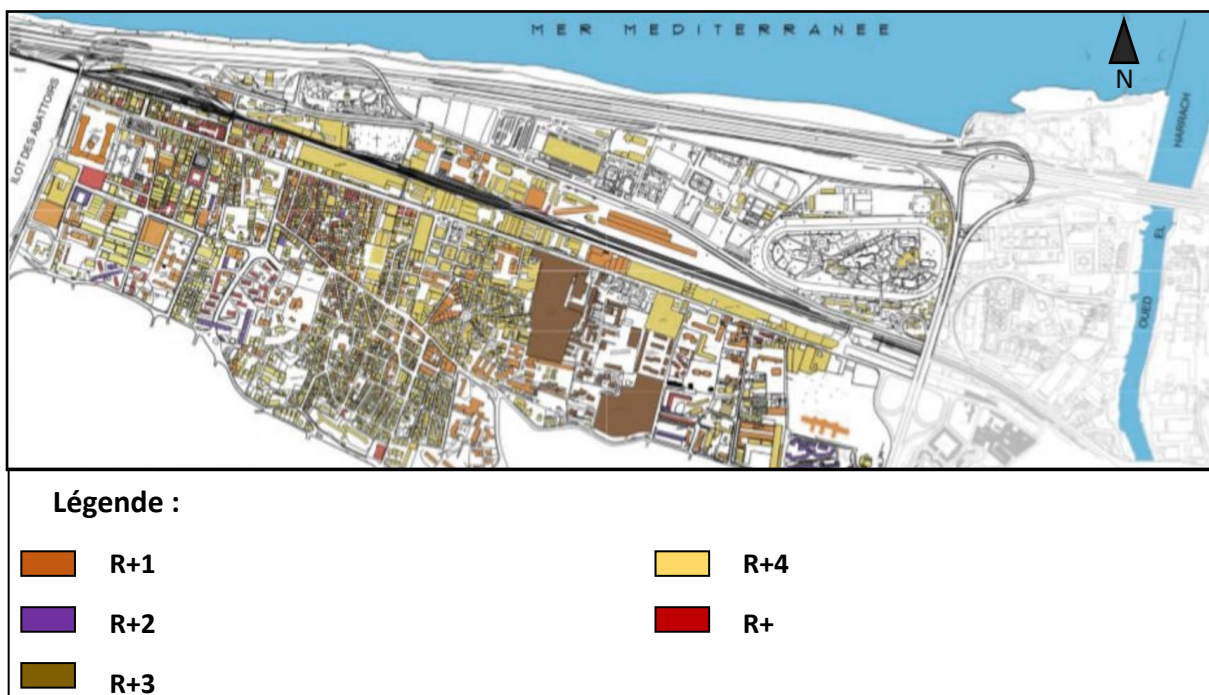 MER MEDITERRANEE
N
ILOT DES ABATTOIRS
HARRACH
EL
OUED
Légende :
R+1
R+4
R+2
R+
R+3